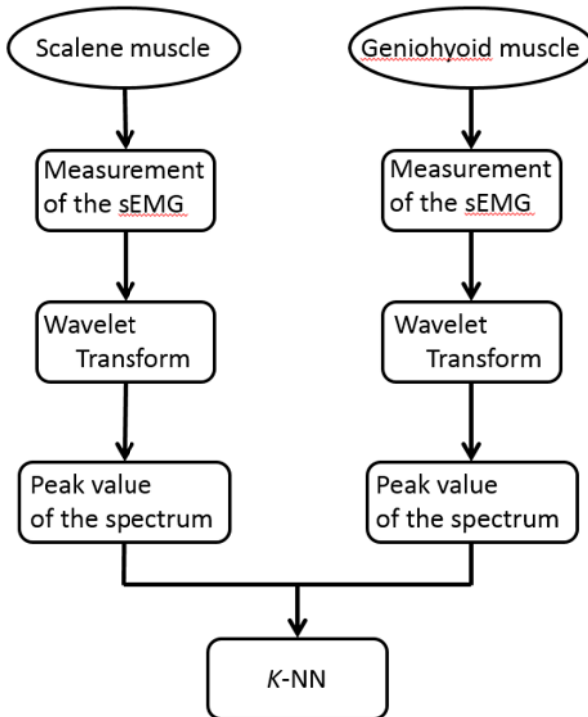 Scalene muscle
Geniohyoid muscle
Measurement
of the sEMG
Measurement
of the sEMG
Wavelet
Transform
Wavelet
Transform
Peak value
of the spectrum
Peak value
of the spectrum
K-NN